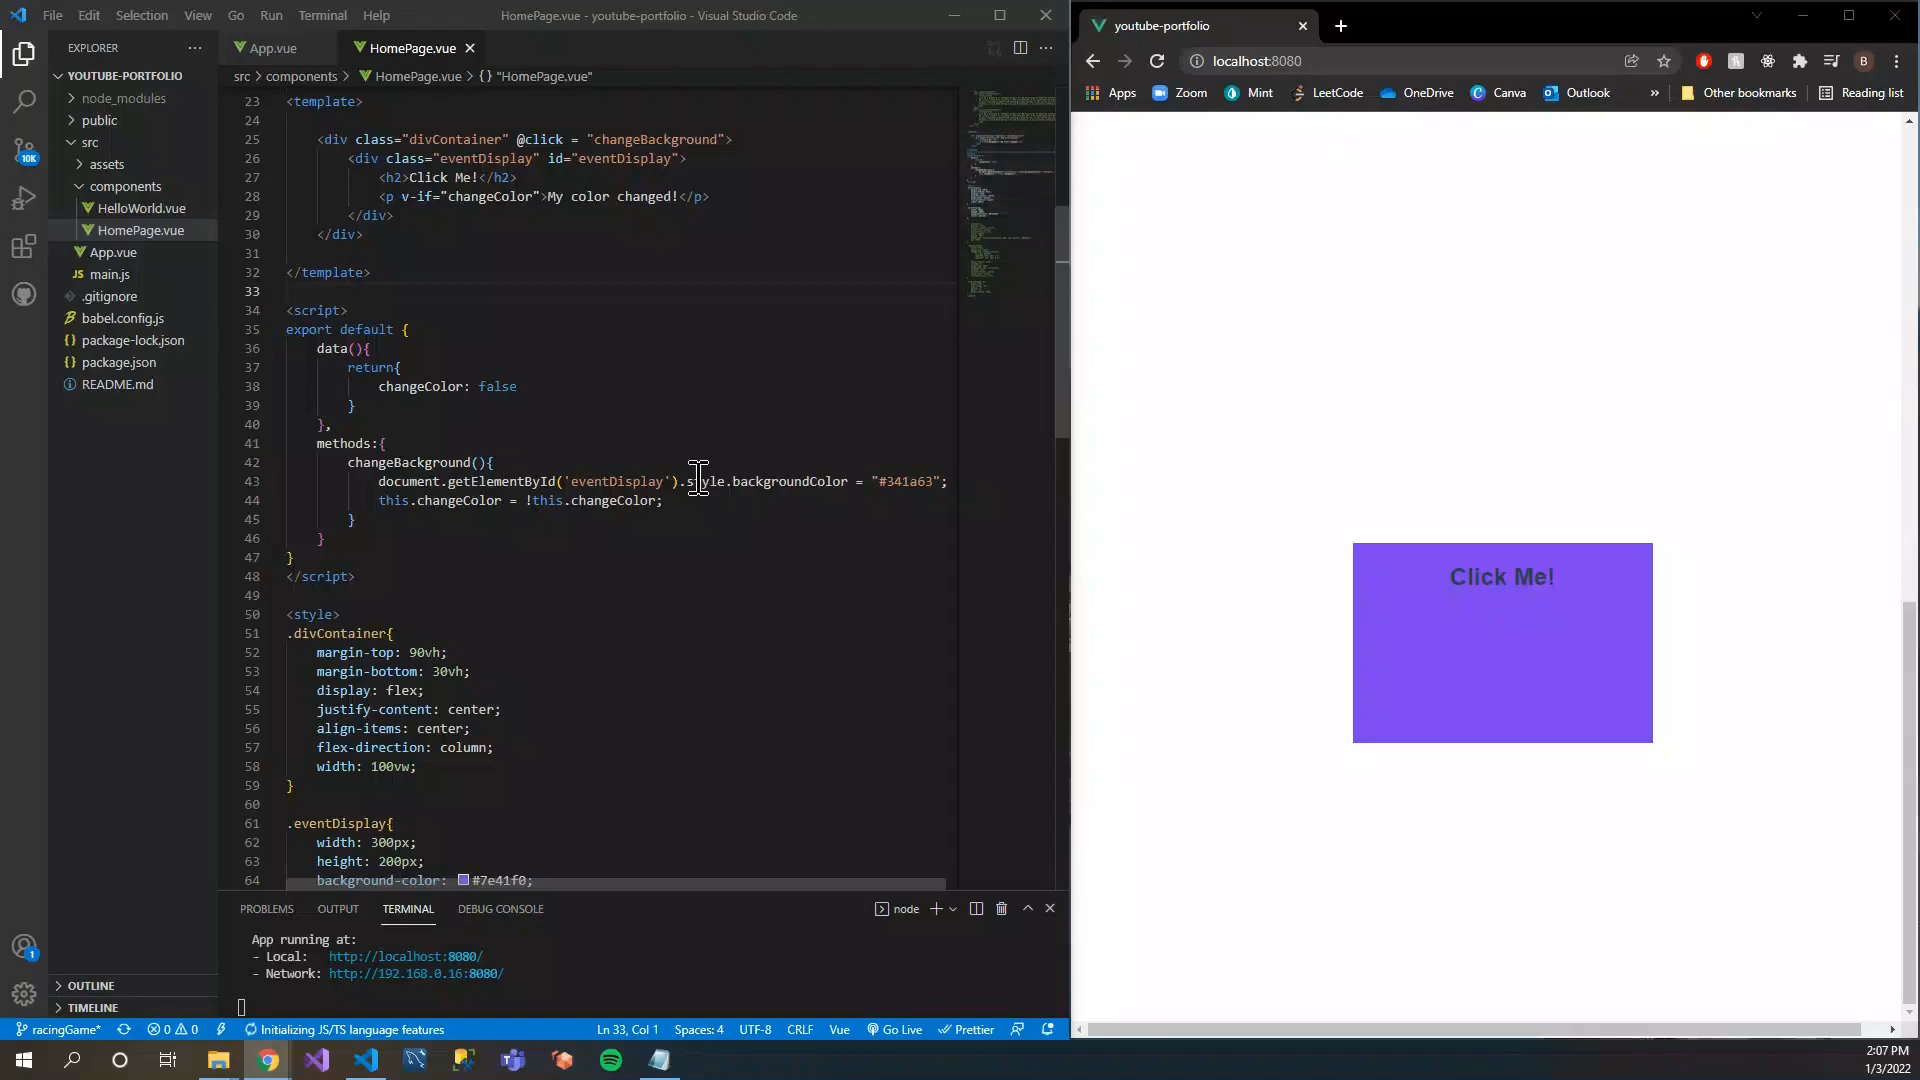 File Edit Selection View Go Run Terminal Help
HomePage.vue - youtube-portfolio - Visual Studio Code
EXPLORER
YOUTUBE-PORTFOLIO
node_modules
public
src
assets
components
HelloWorld.vue
HomePage.vue
App.vue
JS main.js
.gitignore
babel.config.js
{} package-lock.json
{} package.json
README.md
OUTLINE
TIMELINE
10K
1
App.vue
HomePage.vue
src > components > HomePage.vue > {} "HomePage.vue"
23 <template>
24
25 <div class="divContainer" @click = "changeBackground">
26 <div class="eventDisplay" id="eventDisplay">
27 <h2>Click Me!</h2>
28 <p v-if="changeColor">My color changed!</p>
29 </div>
30 </div>
31
32 </template>
33
34 <script>
35 export default {
36 data(){
37 return{
38 changeColor: false
39 }
40 },
41 methods:{
42 changeBackground(){
43 document.getElementById('eventDisplay').style.backgroundColor = "#341a63";
44 this.changeColor = !this.changeColor;
45 }
46 }
47 }
48 </script>
49
50 <style>
51 .divContainer{
52 margin-top: 90vh;
53 margin-bottom: 30vh;
54 display: flex;
55 justify-content: center;
56 align-items: center;
57 flex-direction: column;
58 width: 100vw;
59 }
60
61 .eventDisplay{
62 width: 300px;
63 height: 200px;
64 background-color: #7e41f0;
PROBLEMS OUTPUT TERMINAL DEBUG CONSOLE
node
App running at:
- Local: http://localhost:8080/
- Network: http://192.168.0.16:8080/
racingGame* 0 0 Initializing JS/TS language features
Ln 33, Col 1 Spaces: 4 UTF-8 CRLF Vue Go Live Prettier
youtube-portfolio
localhost:8080
B
Apps Zoom Mint LeetCode OneDrive Canva Outlook » Other bookmarks Reading list
Click Me!
2:07 PM
1/3/2022